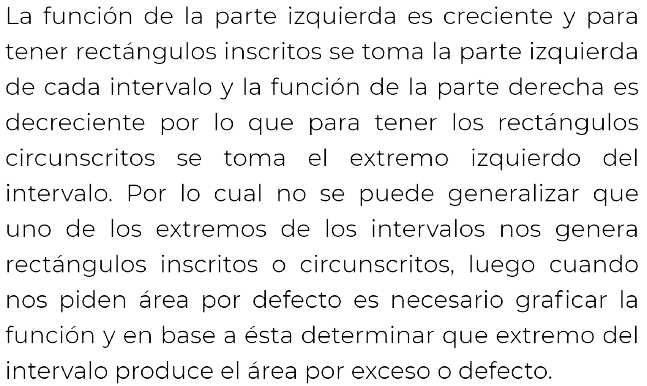 La función de la parte izquierda es creciente y para
tener rectángulos inscritos se toma la parte izquierda
de cada intervalo y la función de la parte derecha es
decreciente por lo que para tener los rectángulos
circunscritos se toma el extremo izquierdo del
intervalo. Por lo cual no se puede generalizar que
uno de los extremos de los intervalos nos genera
rectángulos inscritos o circunscritos, luego cuando
nos piden área por defecto es necesario graficar la
función y en base a ésta determinar que extremo del
intervalo produce el área por exceso o defecto.